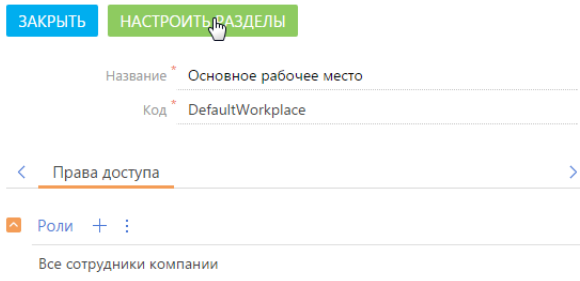 ЗАКРЫТЬ НАСТРОИТЬ РАЗДЕЛЫ
Название * Основное рабочее место
Код * DefaultWorkplace
Права доступа
Роли
Все сотрудники компании